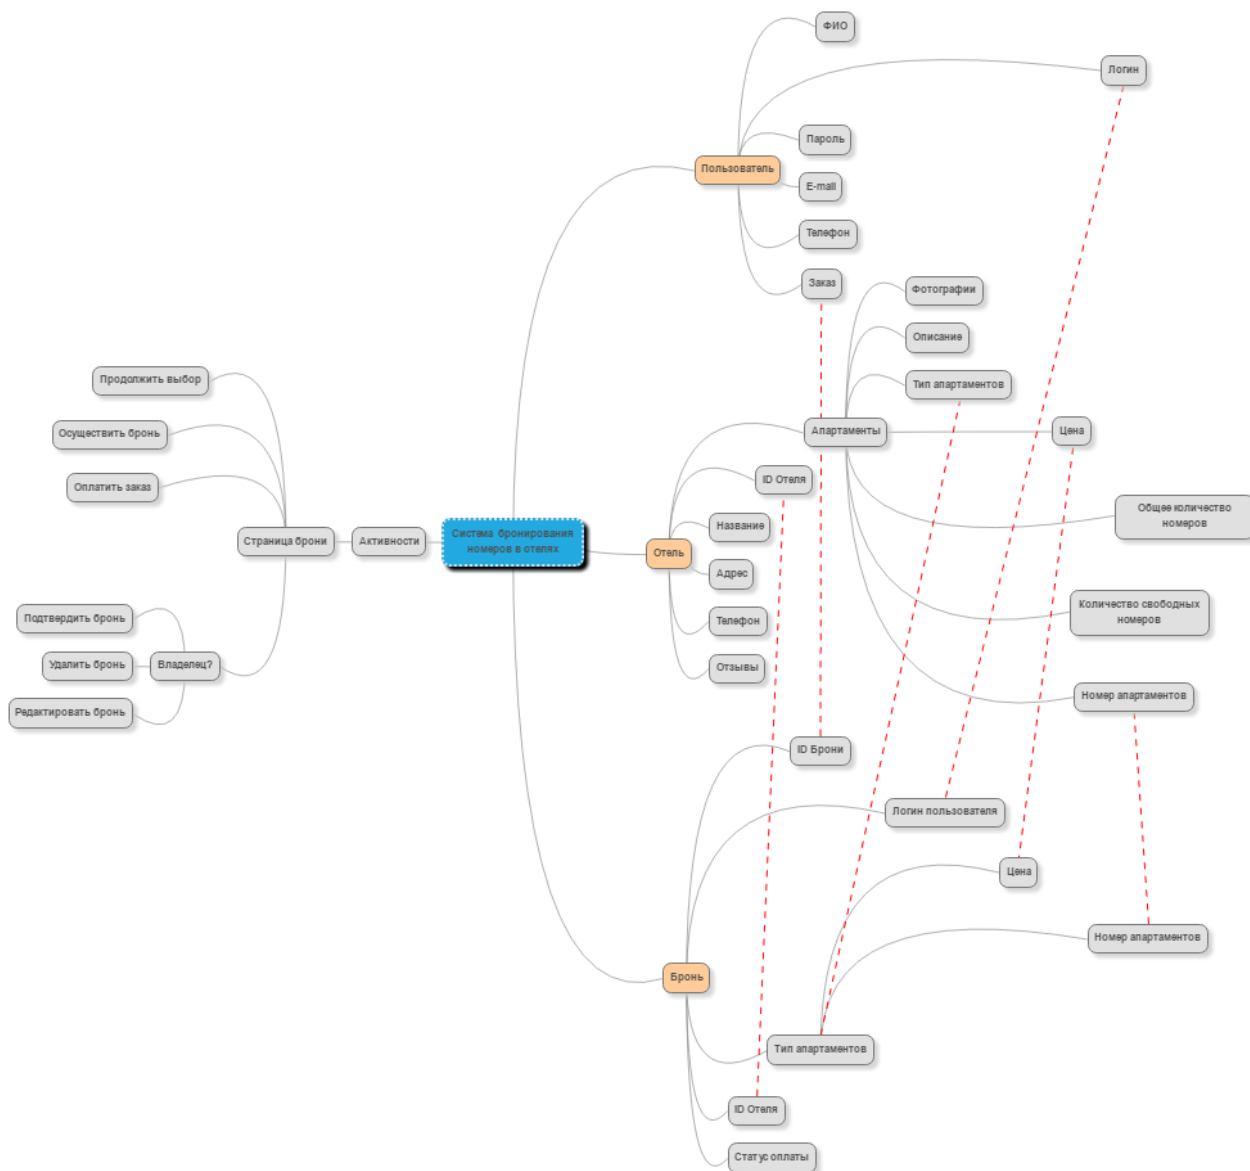 ФИО
Логин
Пароль
Пользователь
E-mail
Телефон
Заказ
Фотографии
Описание
Тип апартаментов
Апартаменты
Цена
ID Отеля
Общее количество
номеров
Название
Отель
Адрес
Количество свободных
номеров
Телефон
Отзывы
Номер апартаментов
Продолжить выбор
Осуществить бронь
Оплатить заказ
Страница брони
Активности
Система бронирования
номеров в отелях
Подтвердить бронь
Удалить бронь
Владелец?
Редактировать бронь
ID Брони
Логин пользователя
Цена
Номер апартаментов
Бронь
Тип апартаментов
ID Отеля
Статус оплаты